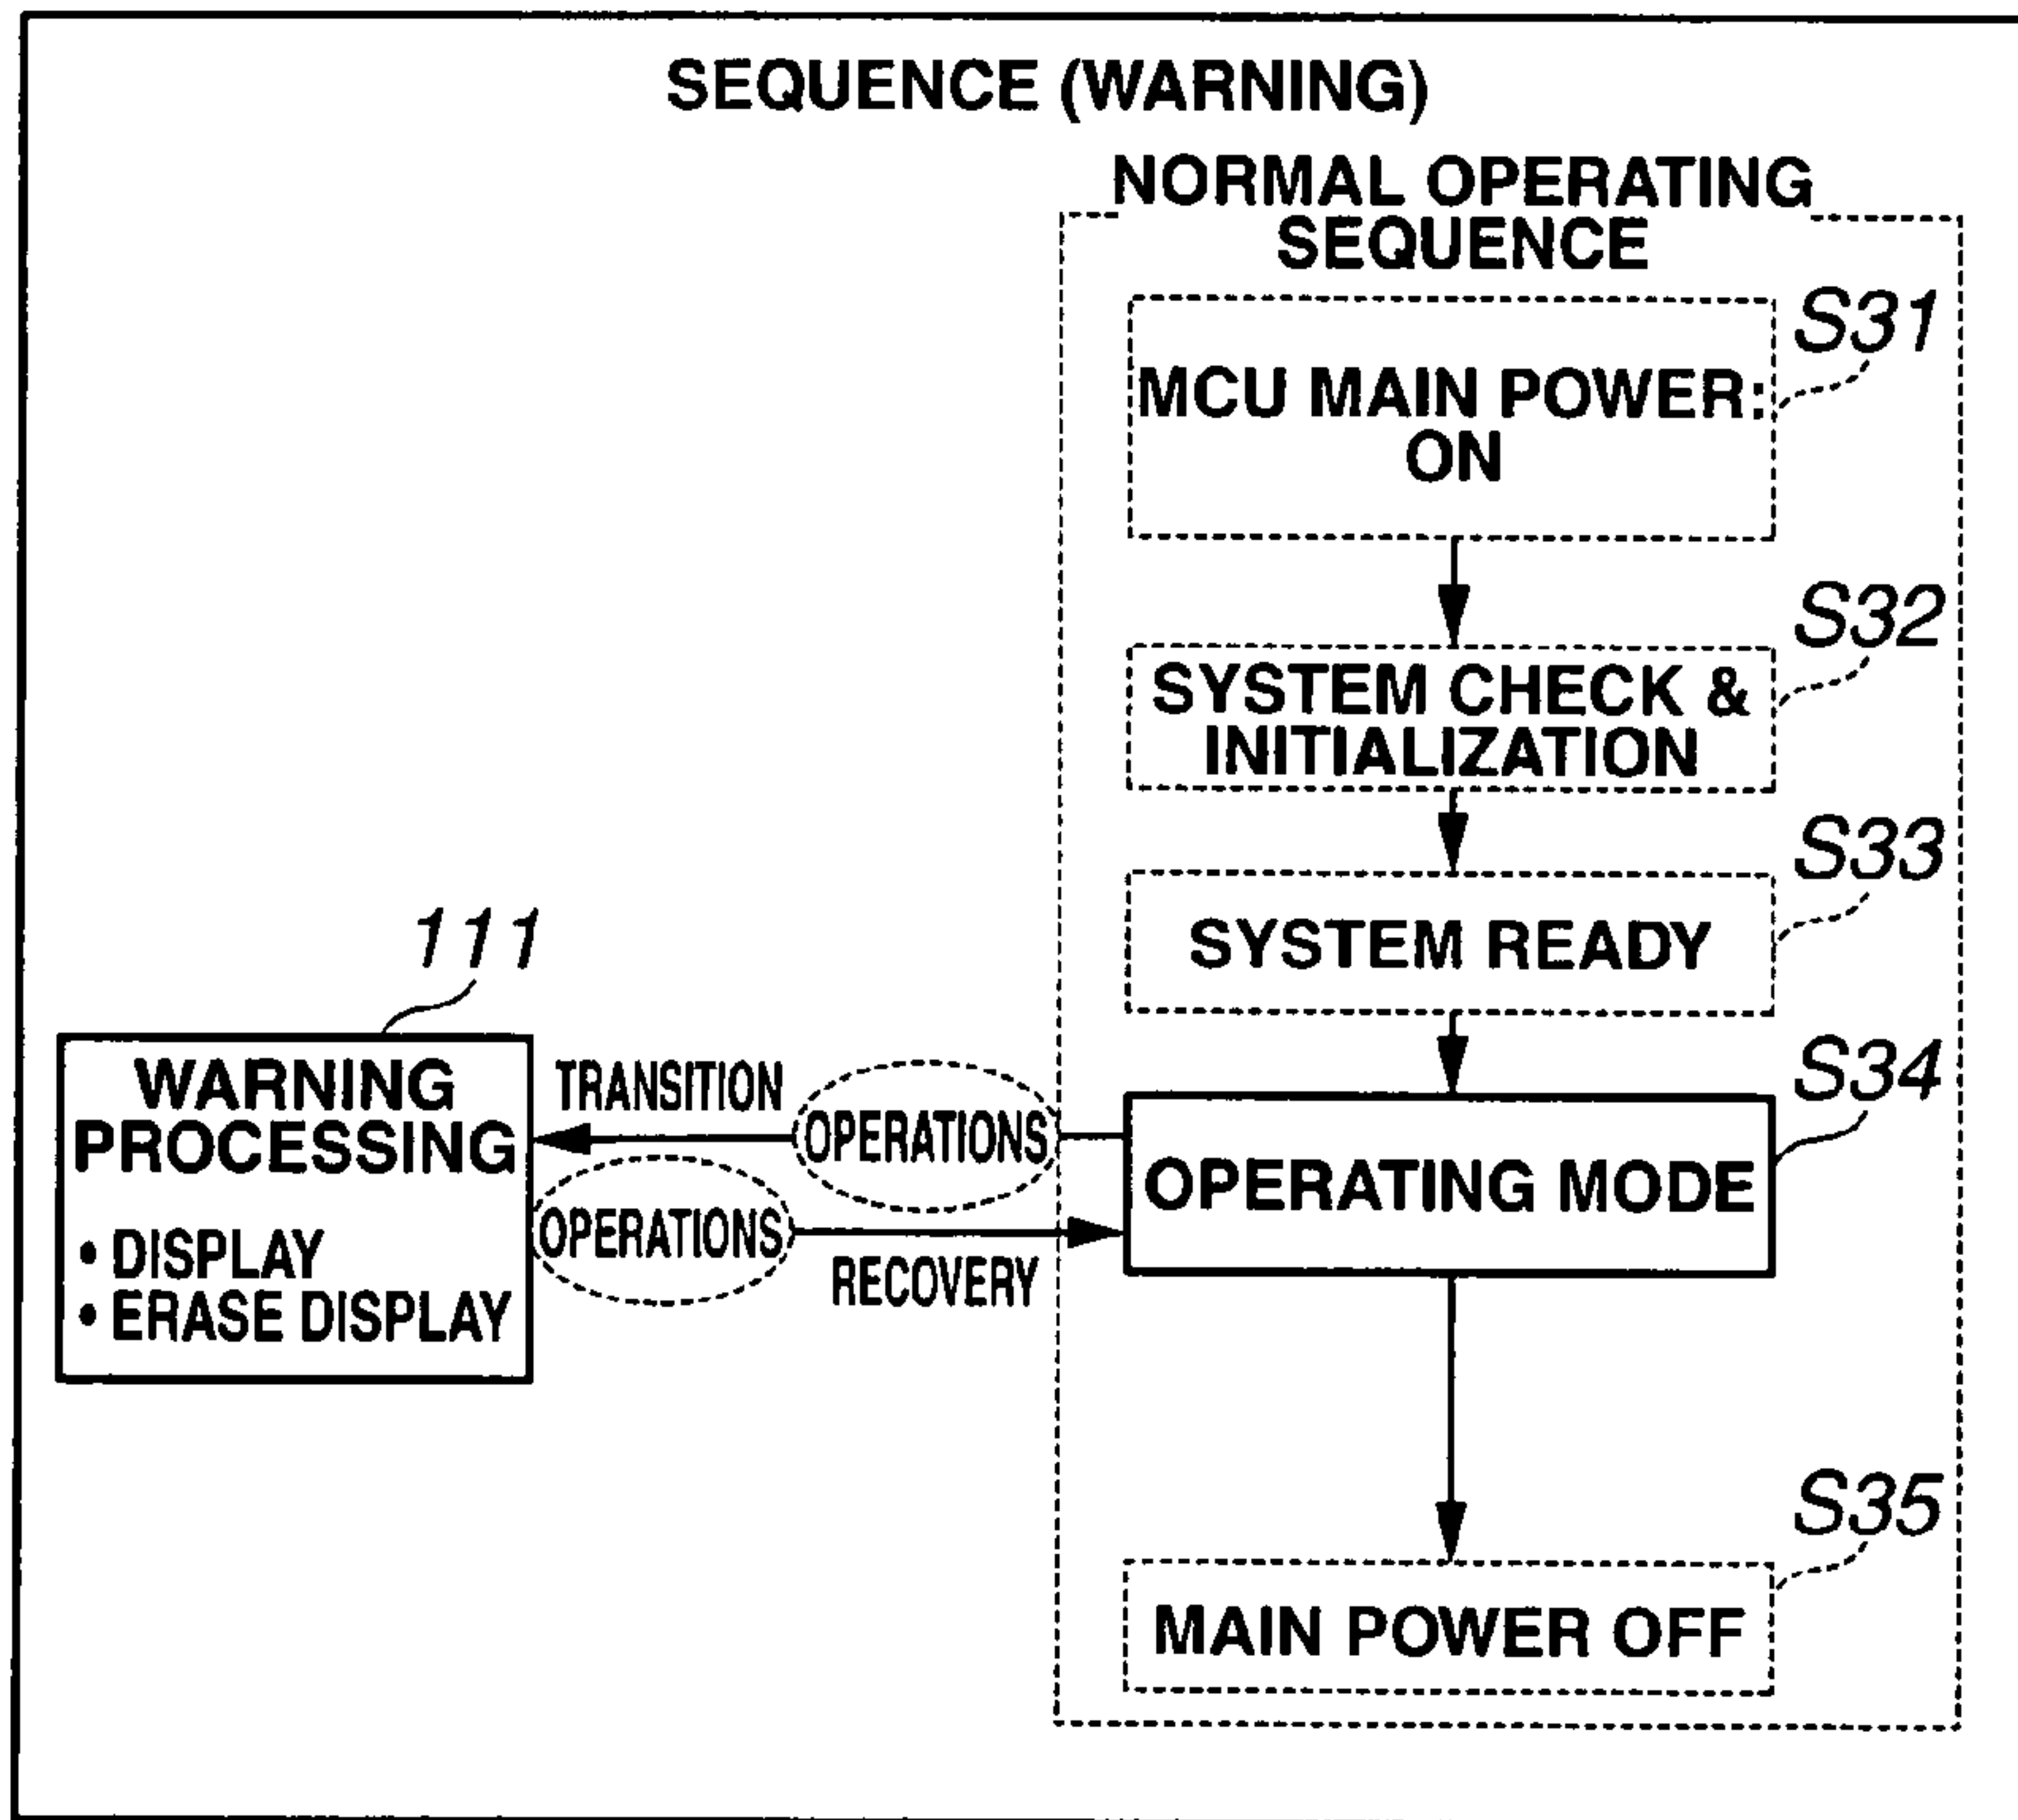 SEQUENCE (WARNING)
NORMAL OPERATING
SEQUENCE
S31
MCU MAIN POWER:
ON
S32
SYSTEM CHECK &
INITIALIZATION
S33
SYSTEM READY
111
WARNING
PROCESSING
• DISPLAY
• ERASE DISPLAY
TRANSITION
OPERATIONS
OPERATIONS
RECOVERY
S34
OPERATING MODE
S35
MAIN POWER OFF